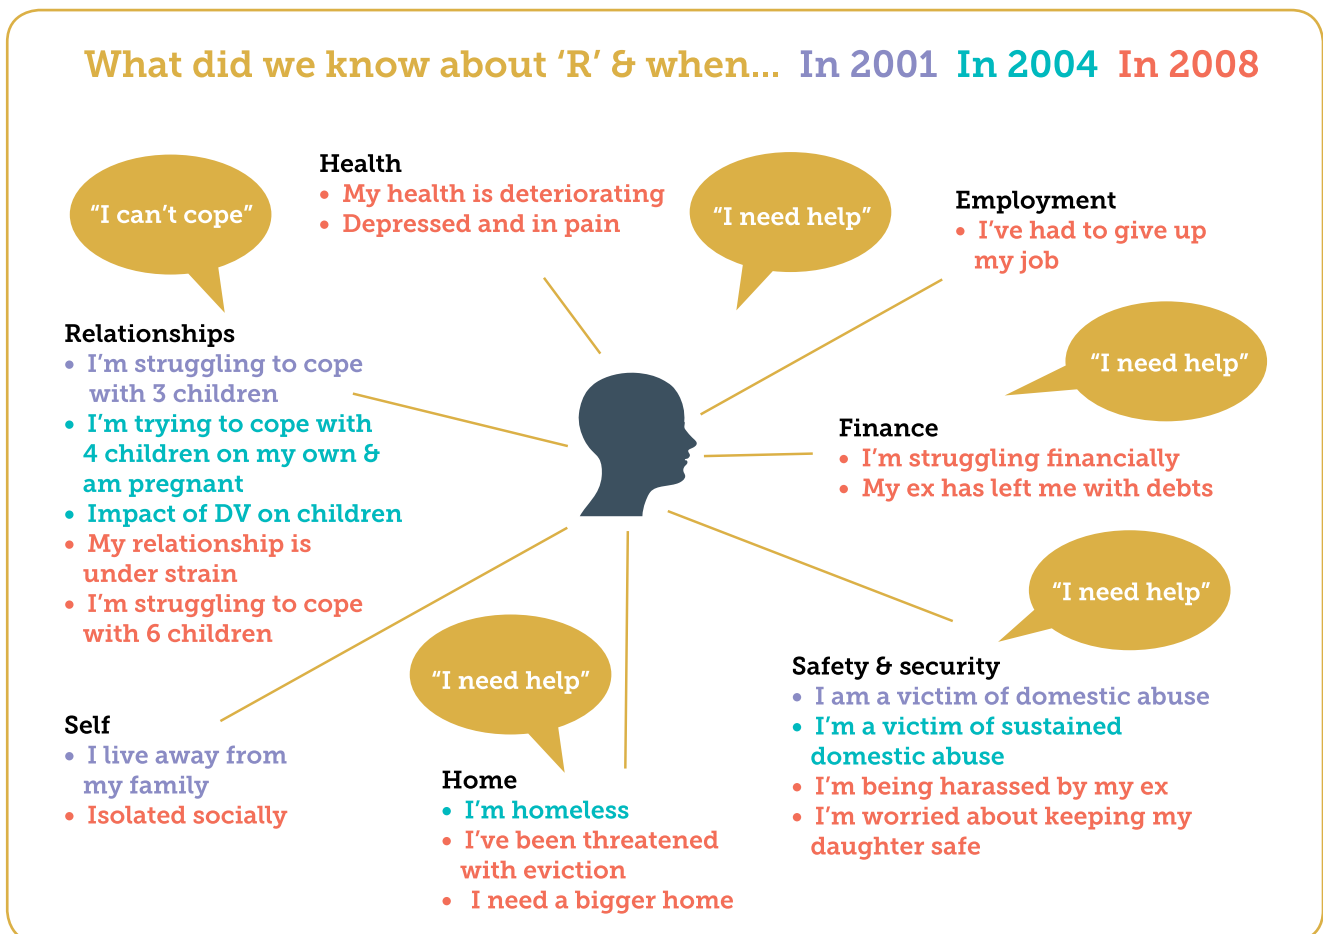 What did we know about ‘R’ & when... In 2001 In 2004 In 2008
“I can’t cope”
Health
• My health is deteriorating
• Depressed and in pain
“I need help”
Employment
• I’ve had to give up
my job
“I need help”
Relationships
• I’m struggling to cope
with 3 children
• I’m trying to cope with
4 children on my own &
am pregnant
• Impact of DV on children
• My relationship is
under strain
• I’m struggling to cope
with 6 children
Finance
• I’m struggling financially
• My ex has left me with debts
“I need help”
Safety & security
• I am a victim of domestic abuse
• I’m a victim of sustained
domestic abuse
• I’m being harassed by my ex
• I’m worried about keeping my
daughter safe
Self
• I live away from
my family
• Isolated socially
“I need help”
Home
• I’m homeless
• I’ve been threatened
with eviction
• I need a bigger home